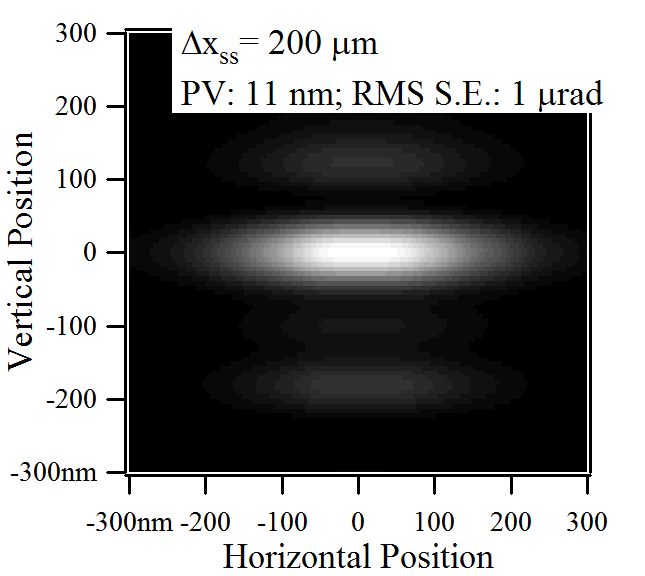 Δxss= 200 μm
PV: 11 nm; RMS S.E.: 1 μrad
300
200
100
0
-100
-200
-300nm
Vertical Position
-300nm -200 -100 0 100 200 300
Horizontal Position